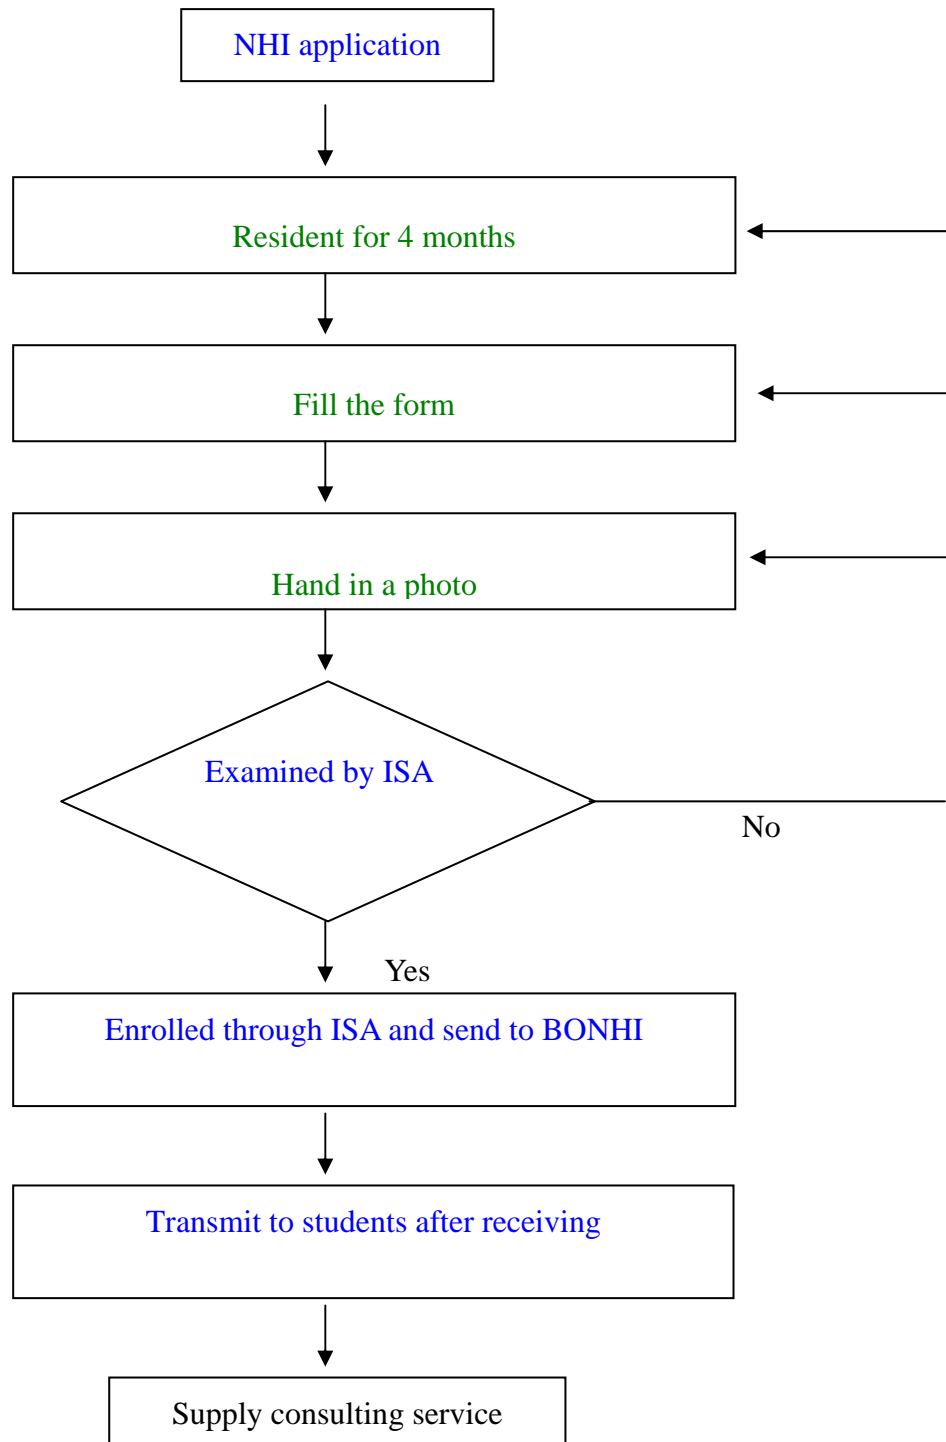 NHI application
Resident for 4 months
Fill the form
Hand in a photo
Examined by ISA
No
Yes
Enrolled through ISA and send to BONHI
Transmit to students after receiving
Supply consulting service